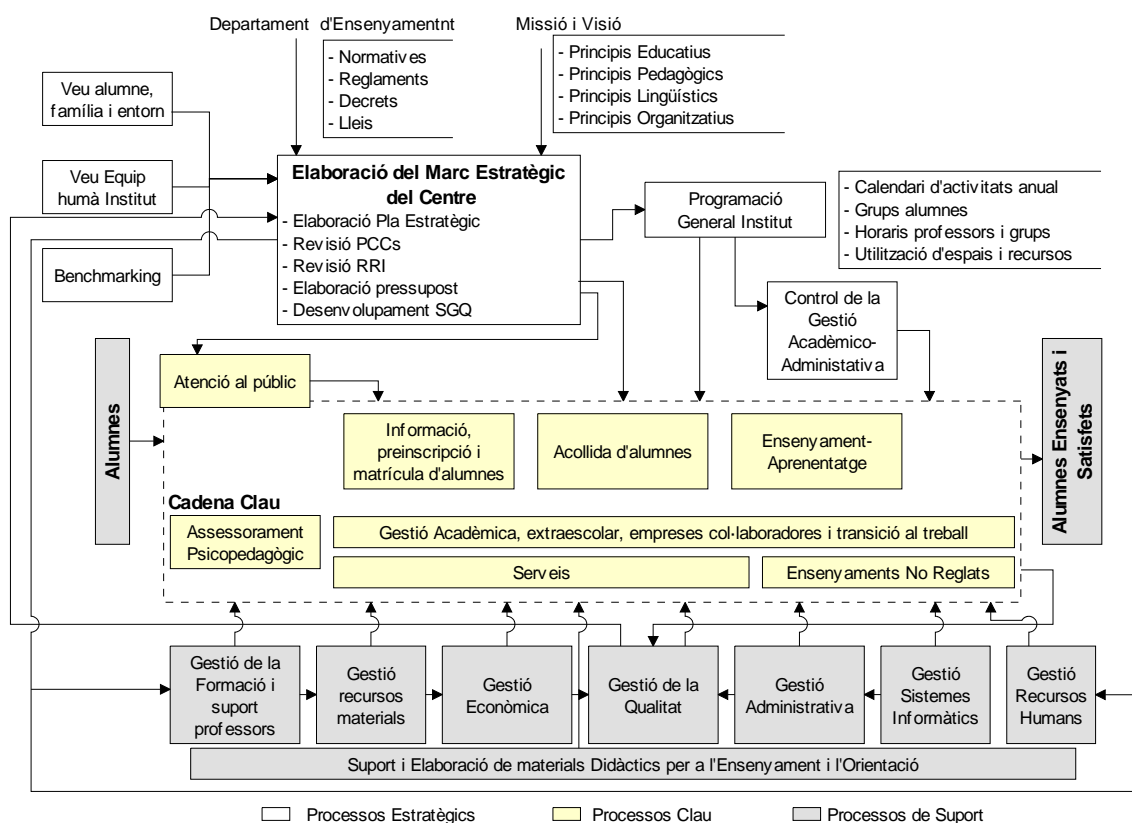 Departament d'Ensenyamentnt
Missió i Visió
- Normatives
- Reglaments
- Decrets
- Lleis
- Principis Educatius
- Principis Pedagògics
- Principis Lingüístics
- Principis Organitzatius
Veu alumne,
família i entorn
Veu Equip
humà Institut
Benchmarking
Elaboració del Marc Estratègic
del Centre
- Elaboració Pla Estratègic
- Revisió PCCs
- Revisió RRI
- Elaboració pressupost
- Desenvolupament SGQ
Programació
General Institut
- Calendari d'activitats anual
- Grups alumnes
- Horaris professors i grups
- Utilització d'espais i recursos
Control de la
Gestió
Acadèmico-
Administativa
Atenció al públic
Alumnes
Informació,
preinscripció i
matrícula d'alumnes
Acollida d'alumnes
Ensenyament-
Aprenentatge
Alumnes Ensenyats i
Satisfets
Cadena Clau
Assessorament
Psicopedagògic
Gestió Acadèmica, extraescolar, empreses col·laboradores i transició al treball
Serveis
Ensenyaments No Reglats
Gestió de la
Formació i
suport
professors
Gestió
recursos
materials
Gestió
Econòmica
Gestió de la
Qualitat
Gestió
Administrativa
Gestió
Sistemes
Informàtics
Gestió
Recursos
Humans
Suport i Elaboració de materials Didàctics per a l'Ensenyament i l'Orientació
Processos Estratègics
Processos Clau
Processos de Suport